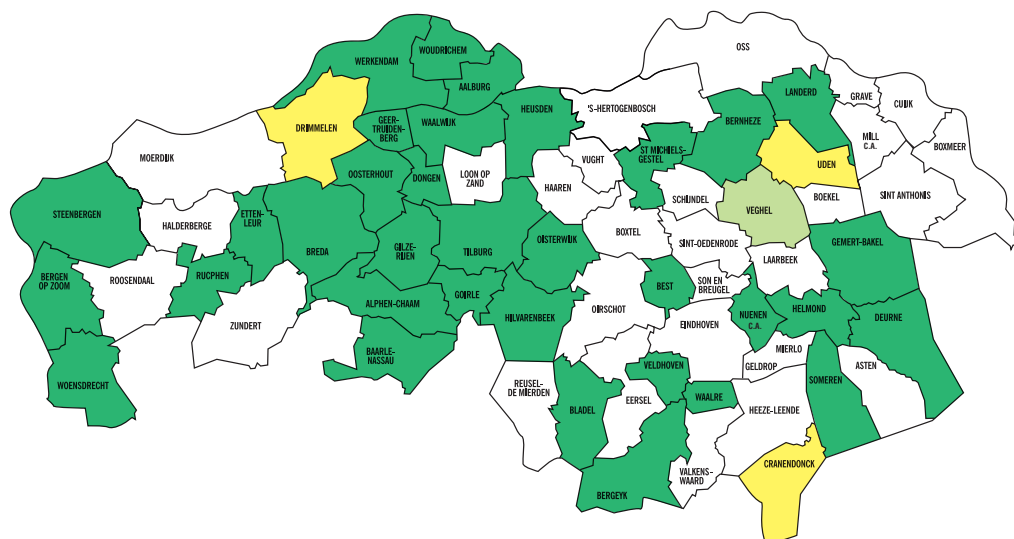 OSS
WOUDRICHEM
WERKENDAM
AALBURG
LANDERD
GRAVE
CUIJK
'S-HERTOGENBOSCH
HEUSDEN
BERNHEZE
DRIMMELEN
GEER-
TRUIDEN-
BERG
WAALWIJK
MILL
C.A.
BOXMEER
MOERDIJK
ST MICHIELS-
GESTEL
VUGHT
UDEN
OOSTERHOUT
DONGEN
LOON OP
ZAND
HAAREN
SCHIJNDEL
BOEKEL
SINT ANTHONIS
STEENBERGEN
HALDERBERGE
ETTEN-
LEUR
VEGHEL
BREDA
GILZE-
RIJEN
TILBURG
OISTERWIJK
BOXTEL
SINT-OEDENRODE
GEMERT-BAKEL
BERGEN
OP ZOOM
ROOSENDAAL
RUCPHEN
LAARBEEK
ALPHEN-CHAAM
GOIRLE
BEST
SON EN
BREUGEL
HILVARENBEEK
OIRSCHOT
NUENEN
C.A.
HELMOND
DEURNE
ZUNDERT
EINDHOVEN
BAARLE-
NASSAU
MIERLO
WOENSDRECHT
VELDHOVEN
GELDROP
ASTEN
REUSEL-
DE MIERDEN
SOMEREN
BLADEL
EERSEL
WAALRE
HEEZE-LEENDE
CRANENDONCK
VALKENS-
WAARD
BERGEYK